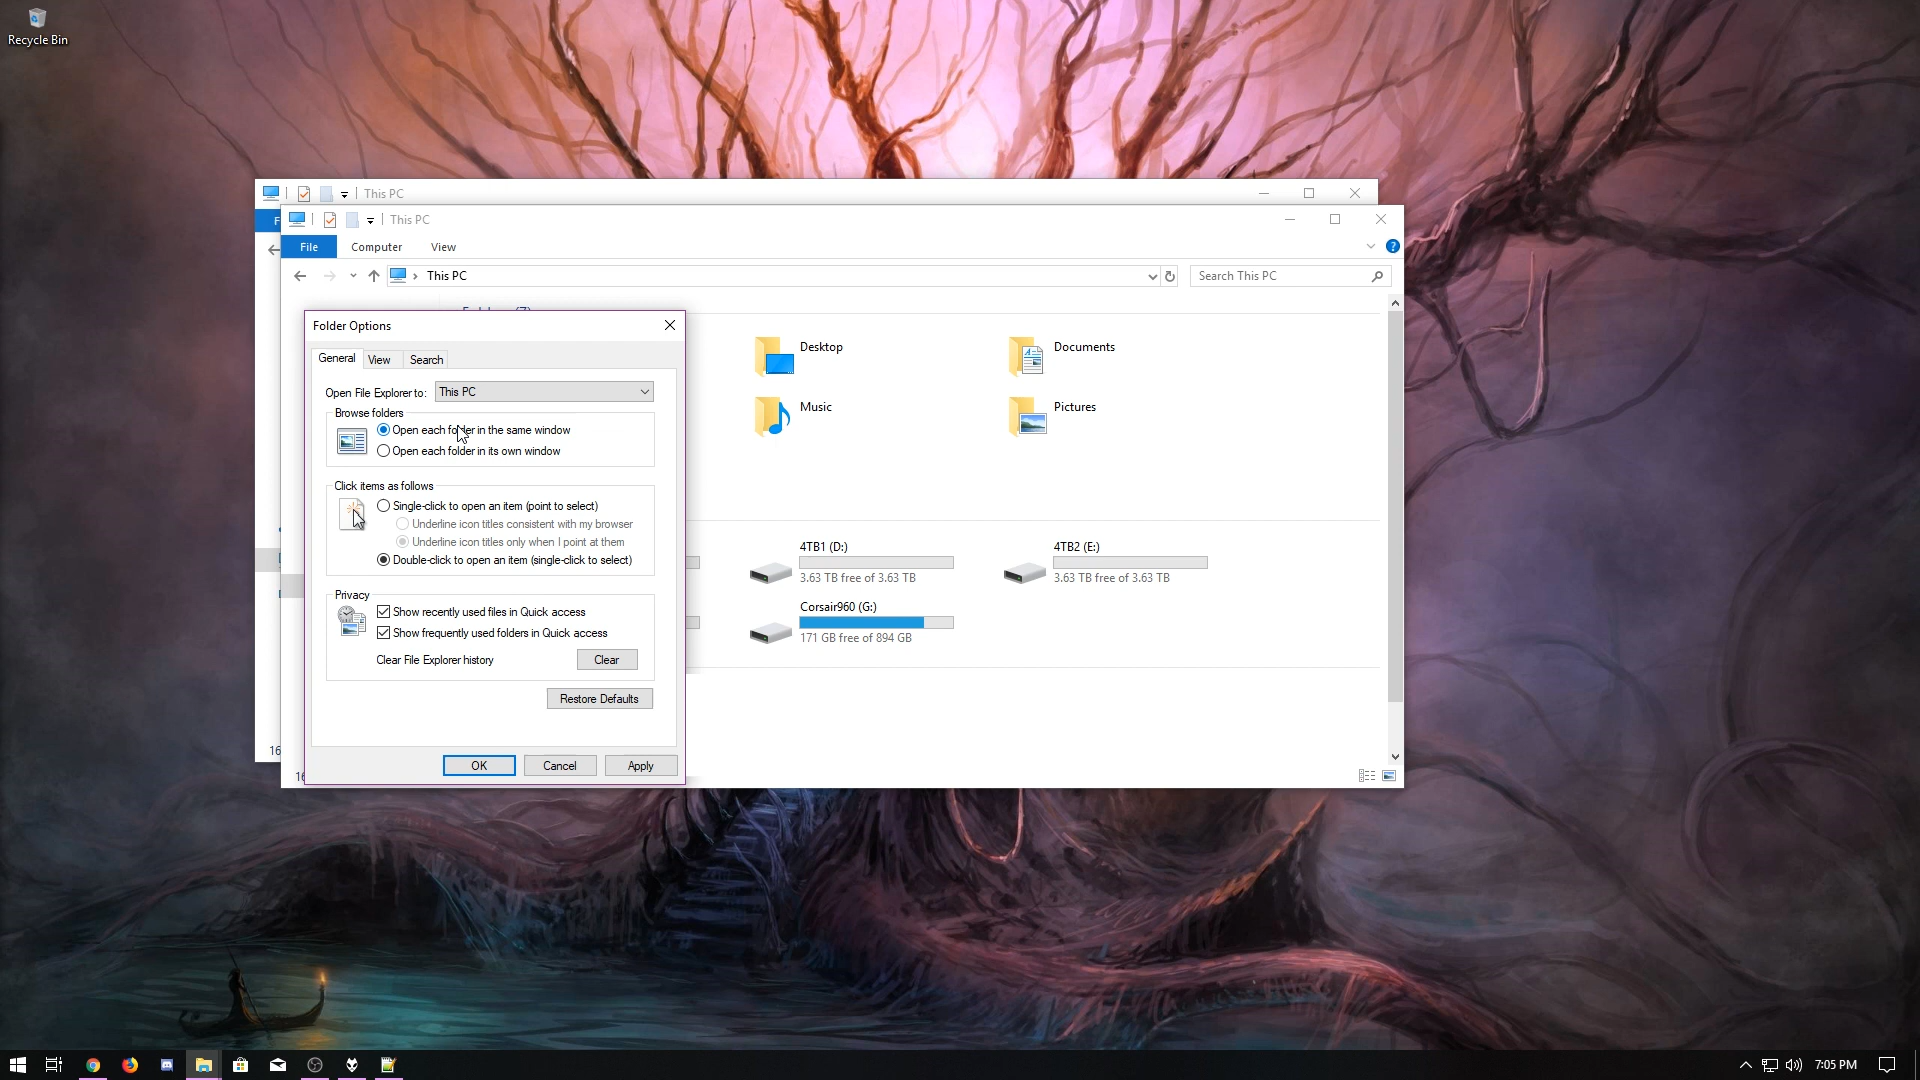 Recycle Bin
This PC
This PC
File
Computer
View
This PC
Search This PC
Folder Options
General
View
Search
Open File Explorer to:
This PC
Browse folders
Open each folder in the same window
Open each folder in its own window
Click items as follows
Single-click to open an item (point to select)
Underline icon titles consistent with my browser
Underline icon titles only when I point at them
Double-click to open an item (single-click to select)
Privacy
Show recently used files in Quick access
Show frequently used folders in Quick access
Clear File Explorer history
Clear
Restore Defaults
OK
Cancel
Apply
Desktop
Documents
Music
Pictures
4TB1 (D:)
3.63 TB free of 3.63 TB
4TB2 (E:)
3.63 TB free of 3.63 TB
Corsair960 (G:)
171 GB free of 894 GB
16
7:05 PM